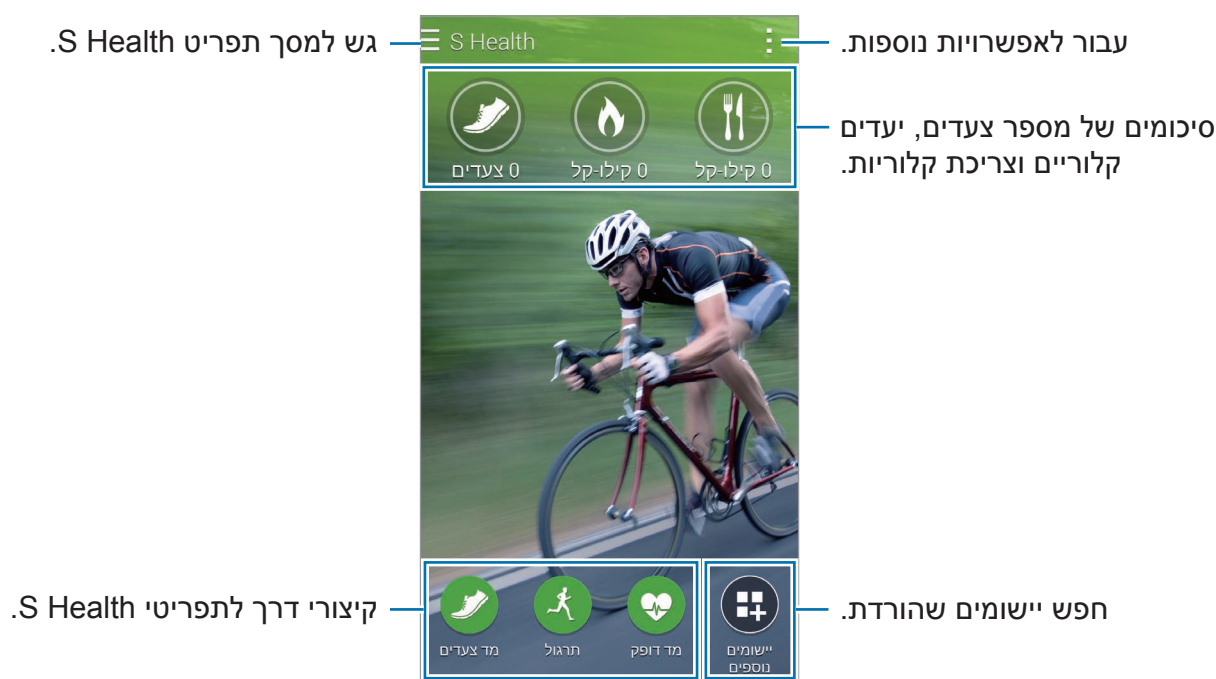 גש למסך תפריט S Health.
S Health
עבור לאפשרויות נוספות.
0 צעדים
0 קילו-קל
0 קילו-קל
סיכומים של מספר צעדים, יעדים
קלוריים וצריכת קלוריות.
קיצורי דרך לתפריטי S Health.
מד צעדים
תרגול
מד דופק
יישומים
נוספים
חפש יישומים שהורדת.